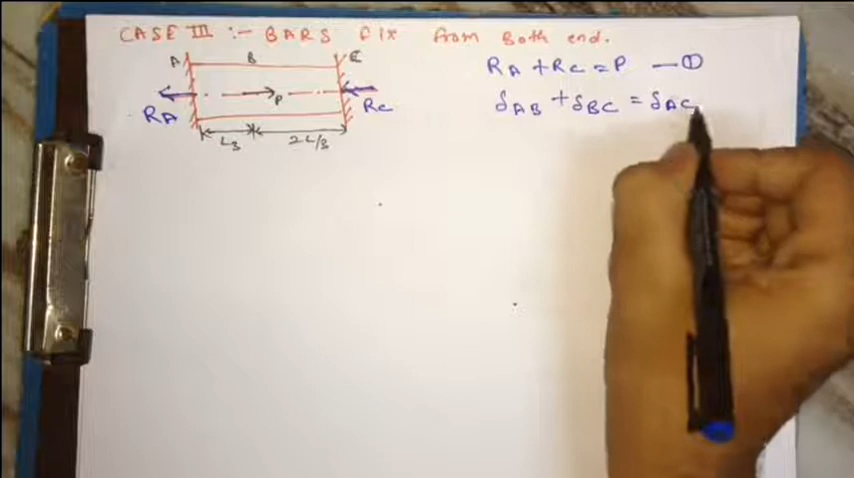 CASE III :- BARS fix from Both end.
A B C
RA + RC = P — ①
P
RA RC
δAB + δBC = δAC
L/3 2L/3